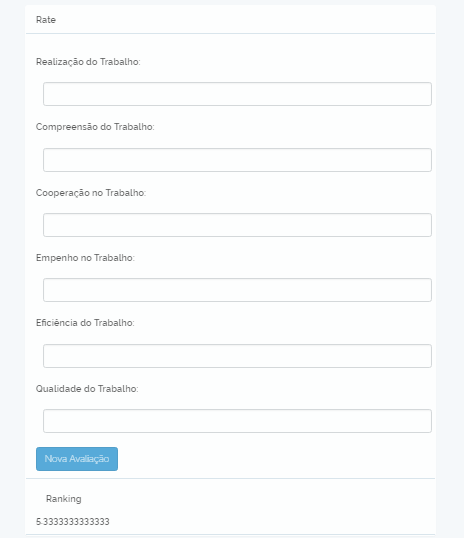 Rate
Realização do Trabalho:
Compreensão do Trabalho:
Cooperação no Trabalho:
Empenho no Trabalho:
Eficiência do Trabalho:
Qualidade do Trabalho:
Nova Avaliação
Ranking
5.3333333333333